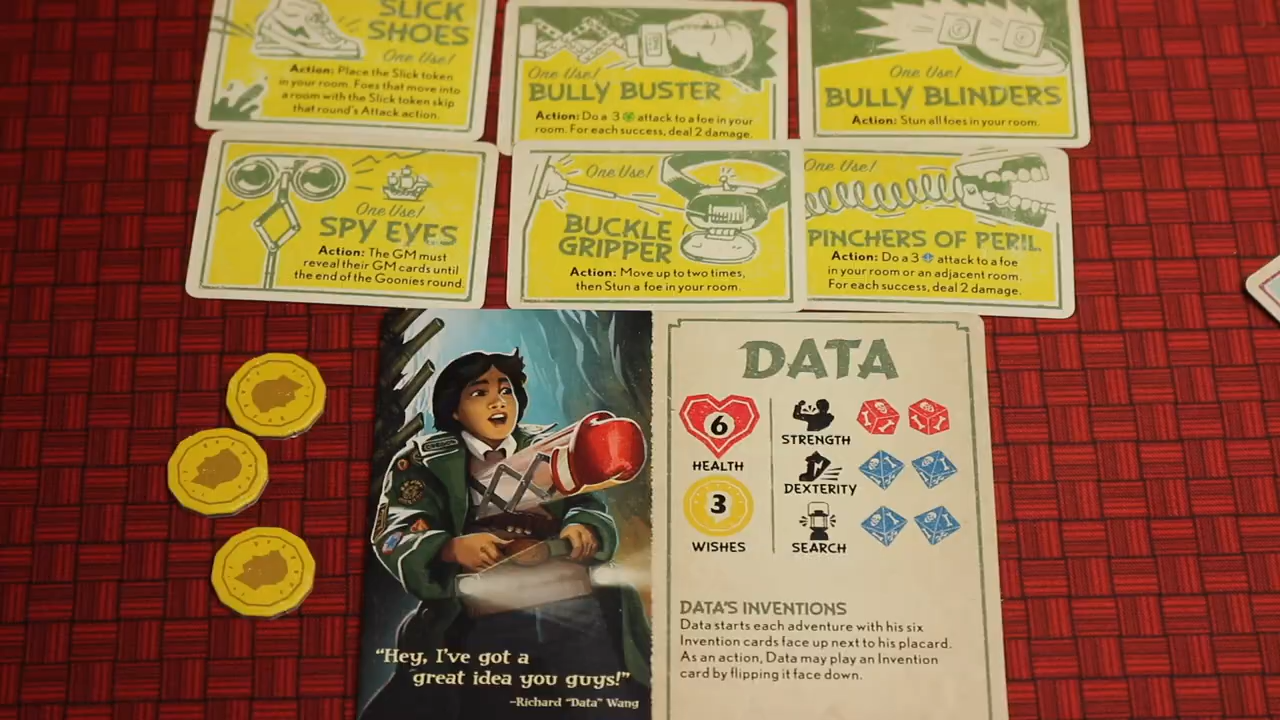 SLICK
SHOES
One Use!
Action: Place the Slick token
in your room. Foes that move into
a room with the Slick token skip
that round's Attack action.
One Use!
BULLY BUSTER
Action: Do a 3 attack to a foe in your
room. For each success, deal 2 damage.
One Use!
BULLY BLINDERS
Action: Stun all foes in your room.
One Use!
SPY EYES
Action: The GM must
reveal their GM cards until
the end of the Goonies round.
One Use!
BUCKLE
GRIPPER
Action: Move up to two times,
then Stun a foe in your room.
One Use!
PINCHERS OF PERIL
Action: Do a 3 attack to a foe
in your room or an adjacent room.
For each success, deal 2 damage.
"Hey, I've got a
great idea you guys!"
-Richard "Data" Wang
DATA
6
HEALTH
3
WISHES
STRENGTH
DEXTERITY
SEARCH
DATA'S INVENTIONS
Data starts each adventure with his six
Invention cards face up next to his placard.
As an action, Data may play an Invention
card by flipping it face down.